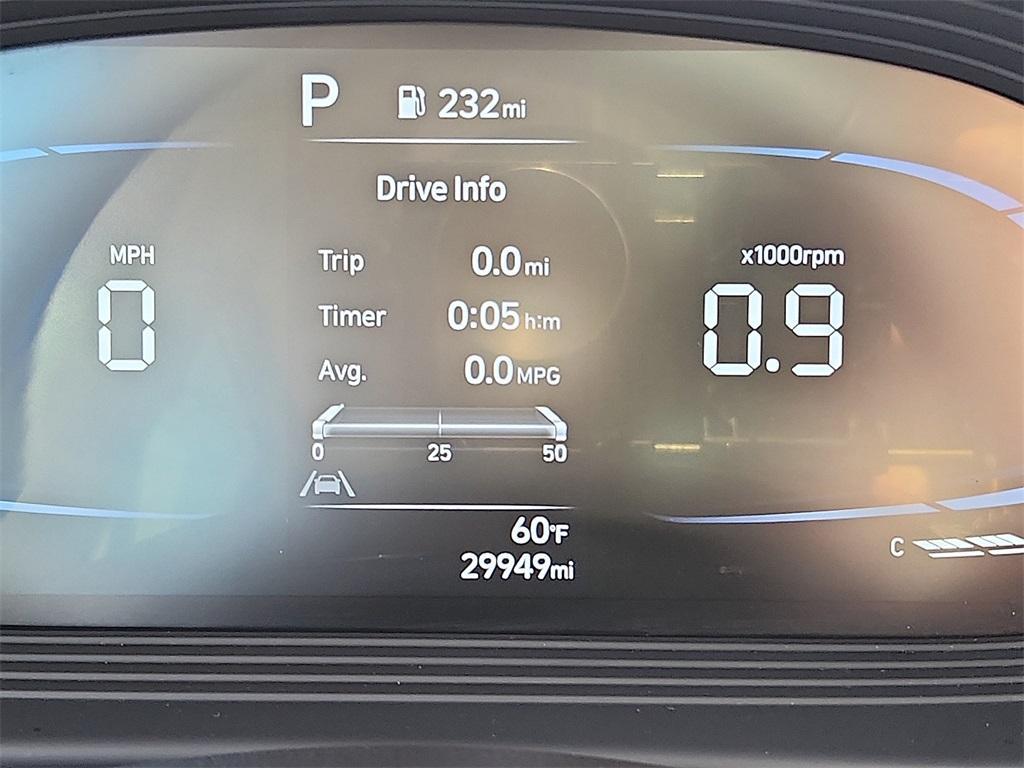 P 232mi
Drive Info
MPH
x1000rpm
Trip 0.0mi
Timer 0:05 h:m
0
0.9
Avg. 0.0MPG
0 25 50
60°F
C
29949mi